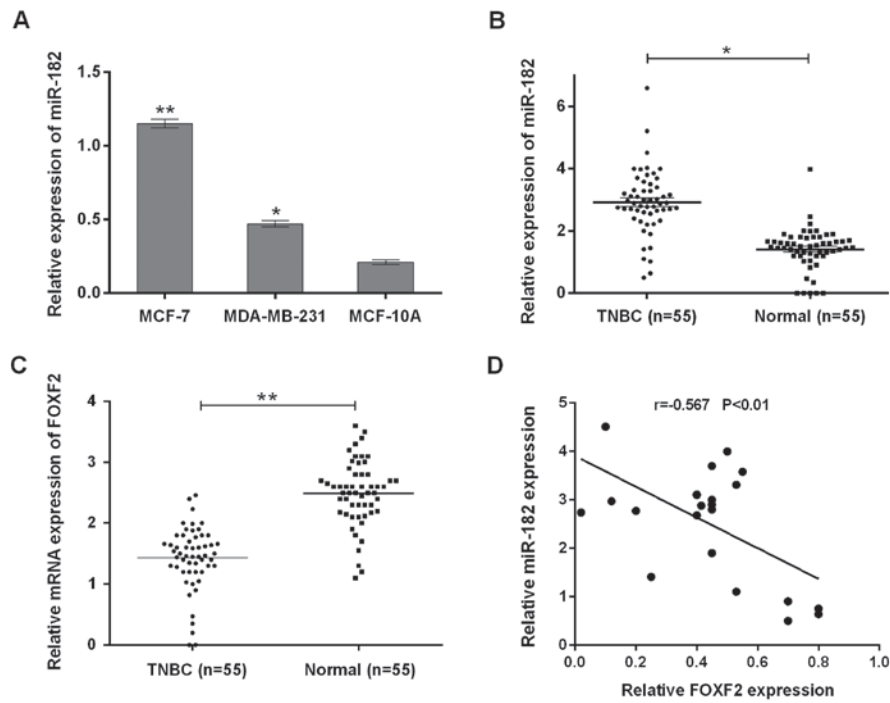 A
Relative expression of miR-182
1.5
1.0
0.5
0.0
**
*
MCF-7 MDA-MB-231 MCF-10A
B
Relative expression of miR-182
6
4
2
0
*
TNBC (n=55) Normal (n=55)
C
Relative mRNA expression of FOXF2
4
3
2
1
0
**
TNBC (n=55) Normal (n=55)
D
r=-0.567 P<0.01
Relative miR-182 expression
5
4
3
2
1
0
0.0 0.2 0.4 0.6 0.8 1.0
Relative FOXF2 expression